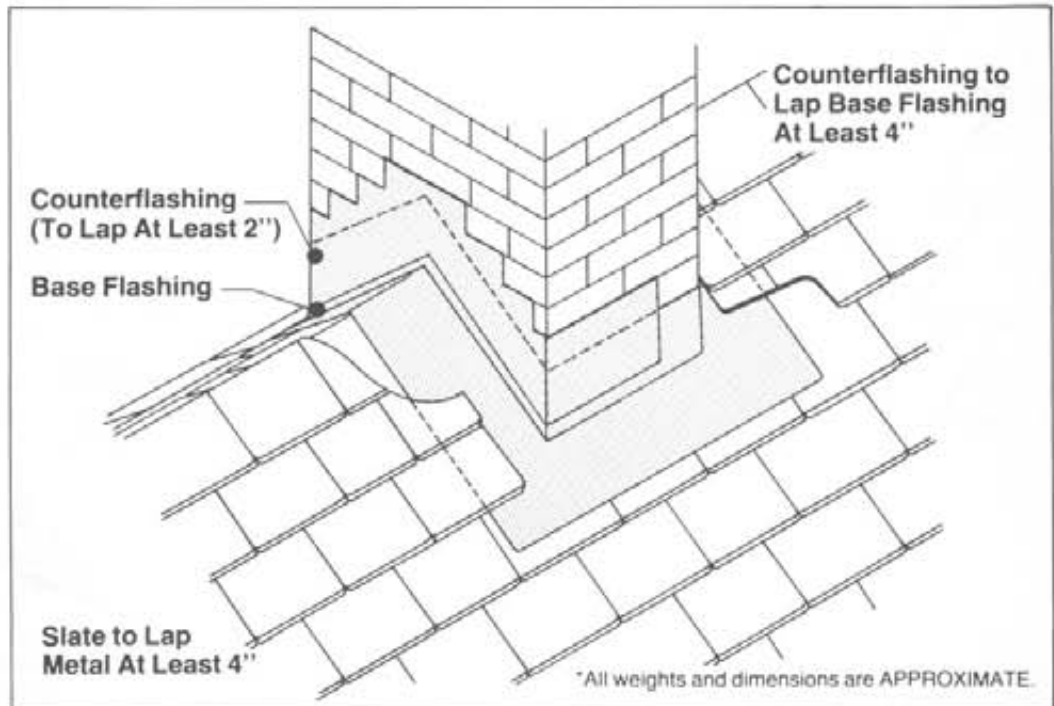 Counterflashing to
Lap Base Flashing
At Least 4''
Counterflashing
(To Lap At Least 2'')
Base Flashing
Slate to Lap
Metal At Least 4''
*All weights and dimensions are APPROXIMATE.